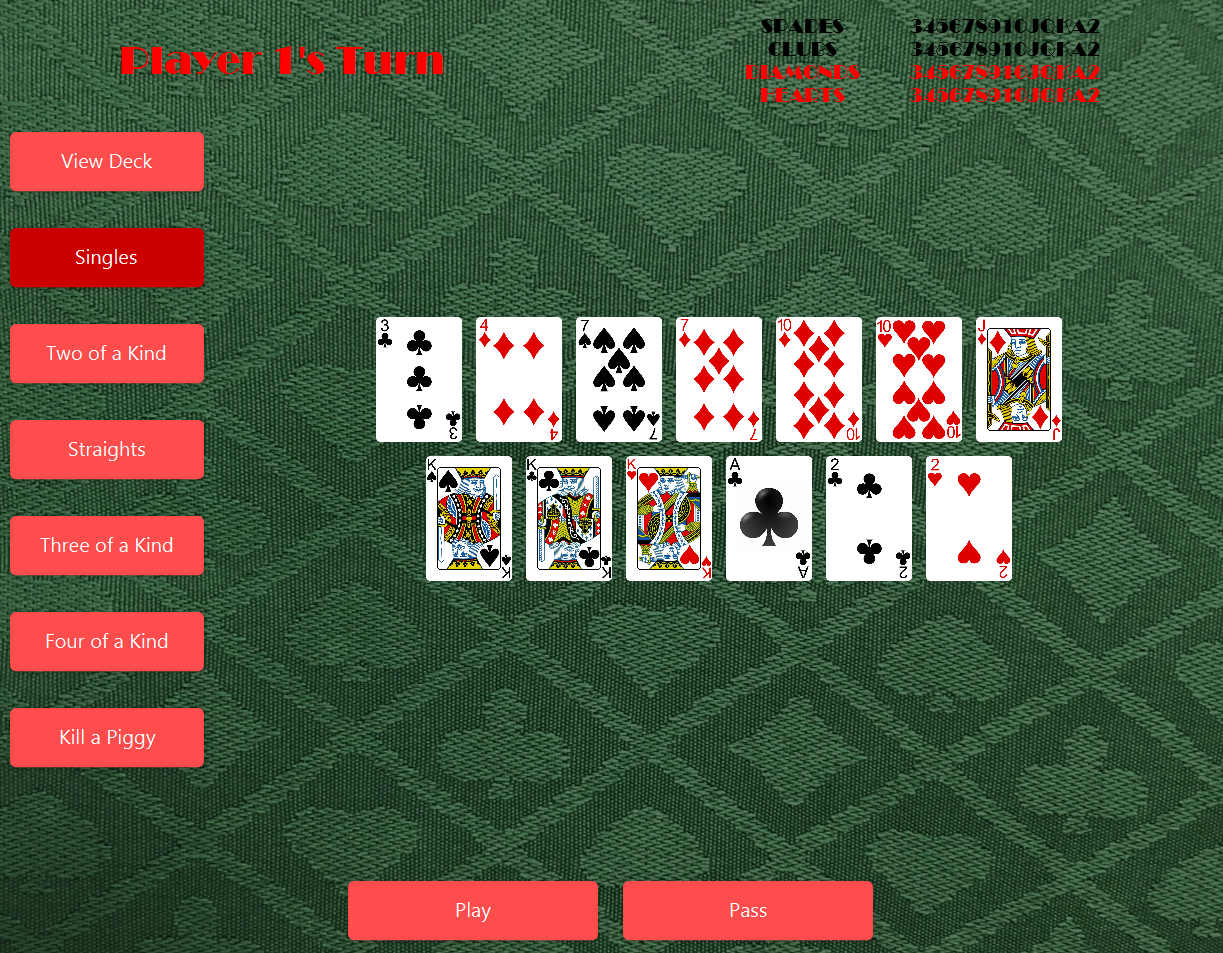 Player 1's Turn
SPADES 345678910JQKA2
CLUBS 345678910JQKA2
DIAMONDS 345678910JQKA2
HEARTS 345678910JQKA2
View Deck
Singles
Two of a Kind
Straights
Three of a Kind
Four of a Kind
Kill a Piggy
3 4 7 7 10 10 J
3 4 7 7 10 10 J
K K K A 2 2
K K K A 2 2
Play Pass